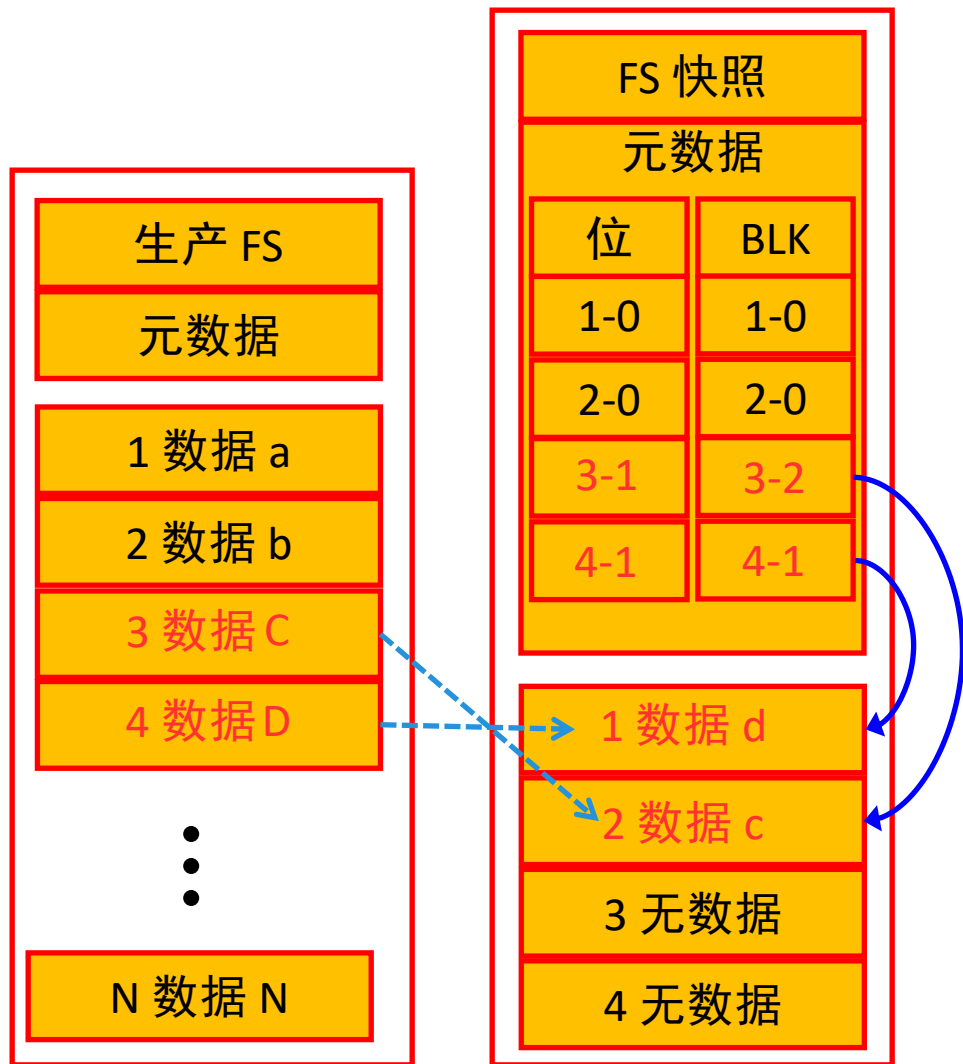 生产 FS
元数据
1 数据 a
2 数据 b
3 数据 C
4 数据 D
N 数据 N
FS 快照
元数据
位 BLK
1-0 1-0
2-0 2-0
3-1 3-2
4-1 4-1
1 数据 d
2 数据 c
3 无数据
4 无数据